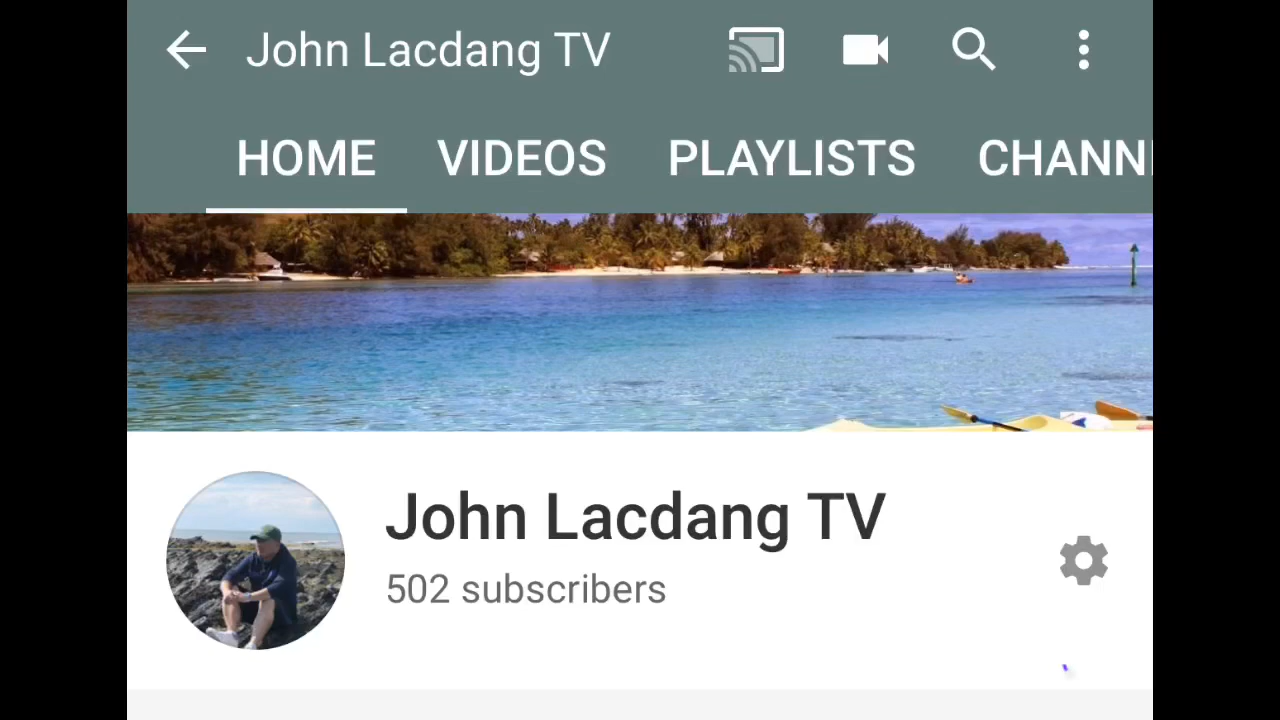 John Lacdang TV
HOME VIDEOS PLAYLISTS CHANN
John Lacdang TV
502 subscribers